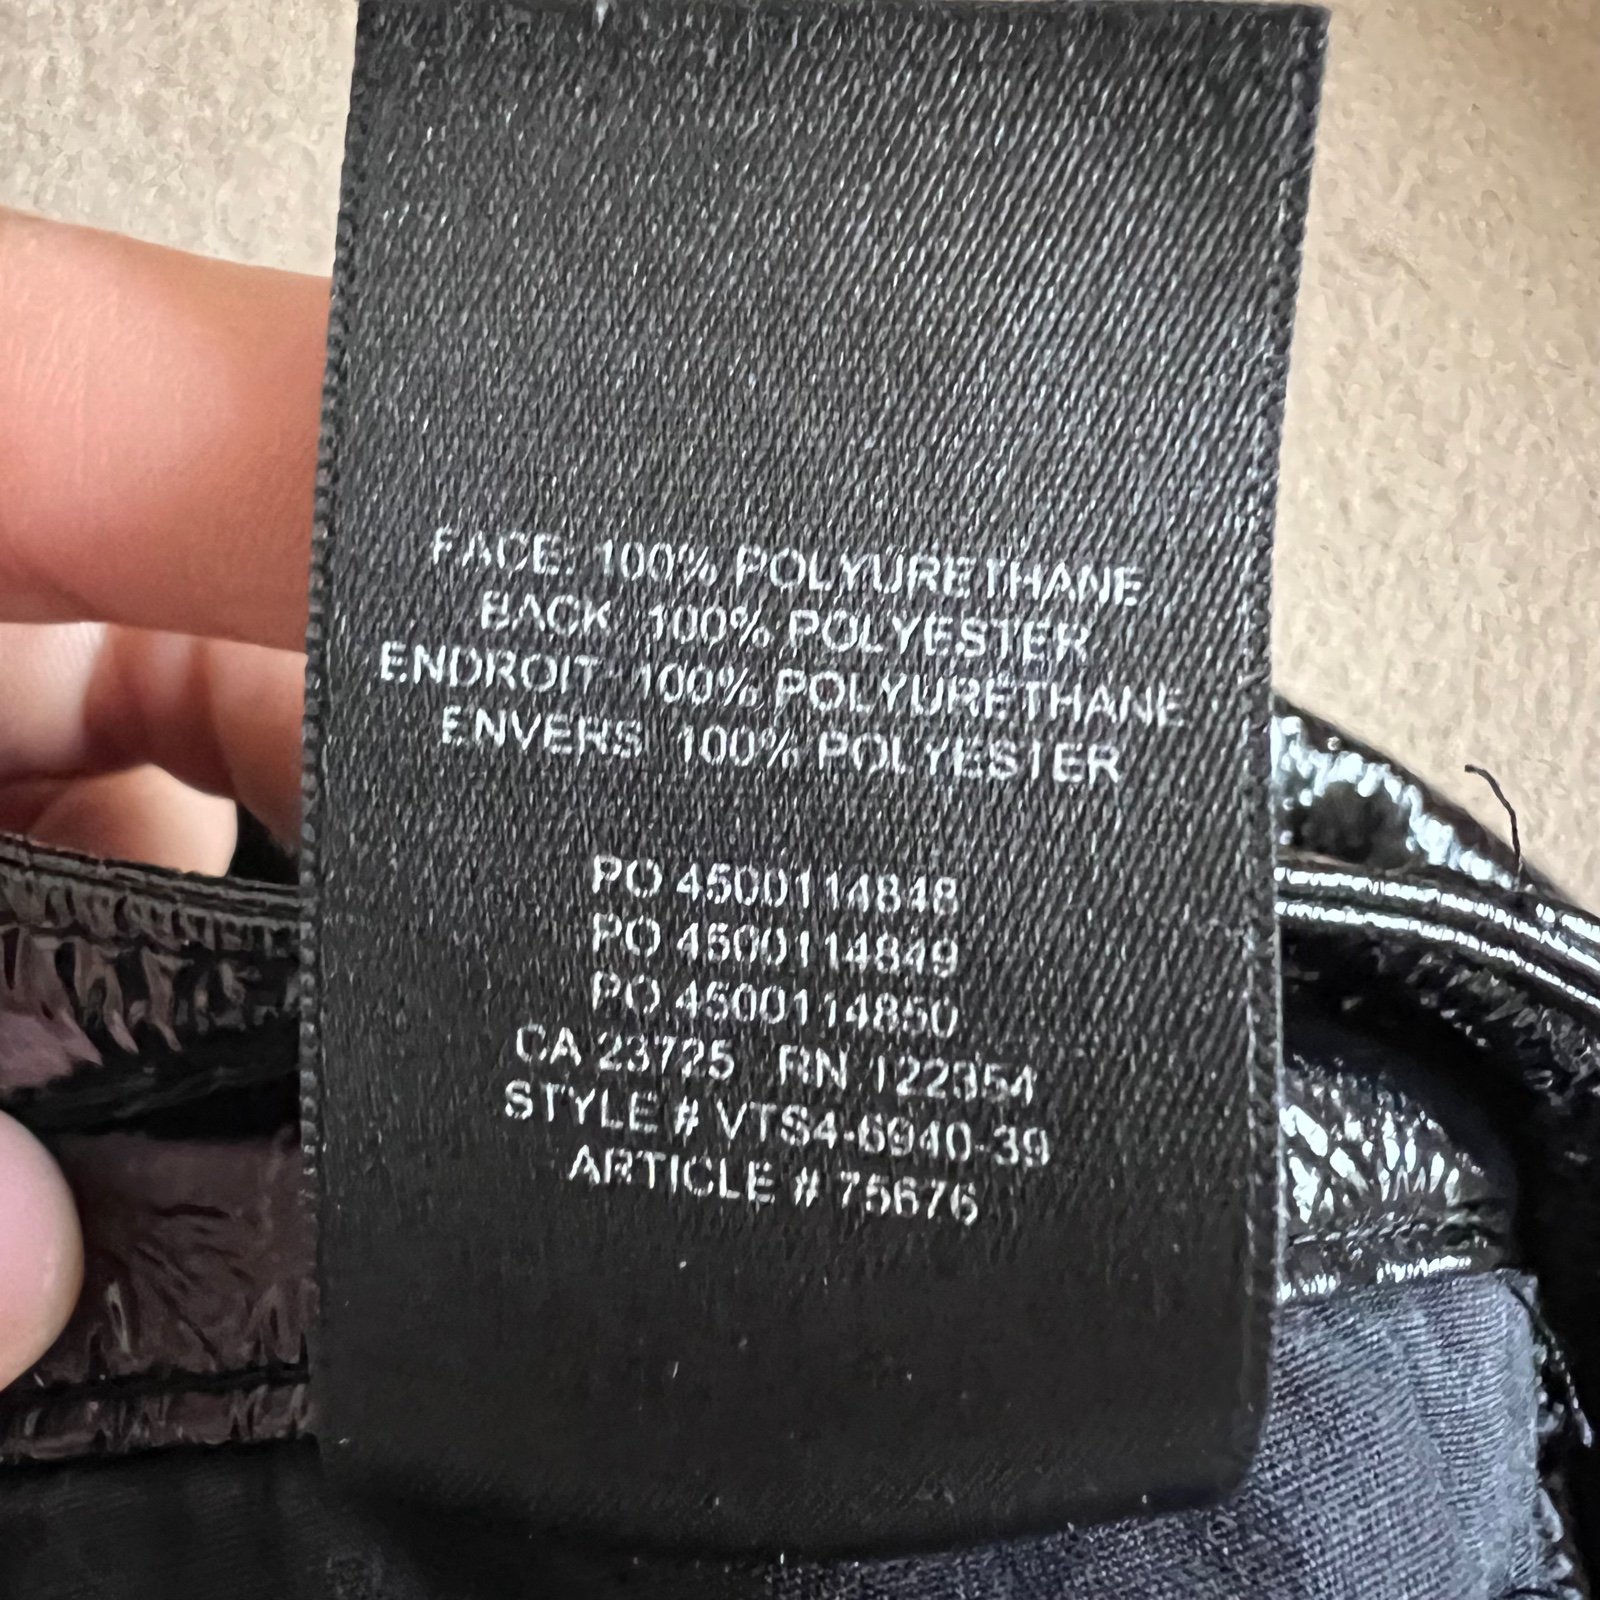 FACE: 100% POLYURETHANE
BACK: 100% POLYESTER
ENDROIT: 100% POLYURÉTHANE
ENVERS: 100% POLYESTER
PO 4500114848
PO 4500114849
PO 4500114850
CA 23725 RN 122354
STYLE # VTS4-6940-39
ARTICLE # 75676